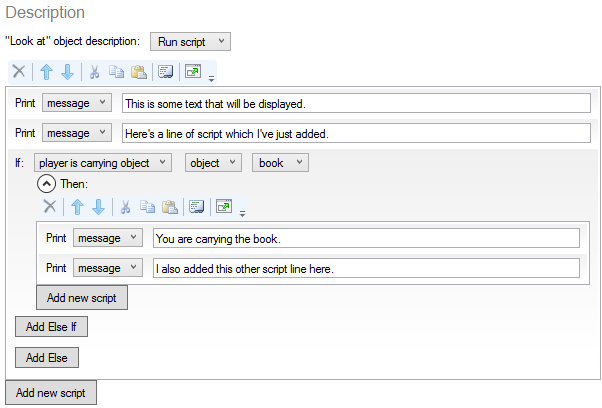 Description
"Look at" object description: Run script
Print message This is some text that will be displayed.
Print message Here's a line of script which I've just added.
If: player is carrying object object book
Then:
Print message You are carrying the book.
Print message I also added this other script line here.
Add new script
Add Else If
Add Else
Add new script